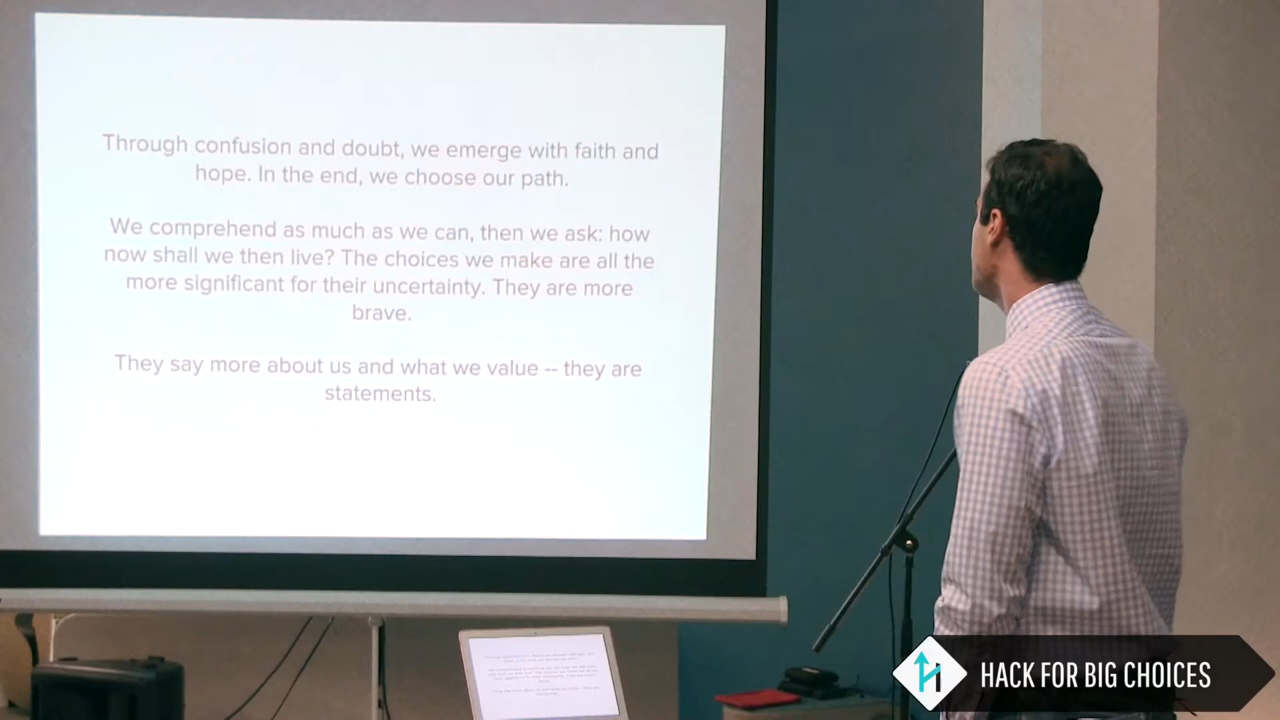 Through confusion and doubt, we emerge with faith and
hope. In the end, we choose our path.
We comprehend as much as we can, then we ask: how
now shall we then live? The choices we make are all the
more significant for their uncertainty. They are more
brave.
They say more about us and what we value -- they are
statements.
HACK FOR BIG CHOICES